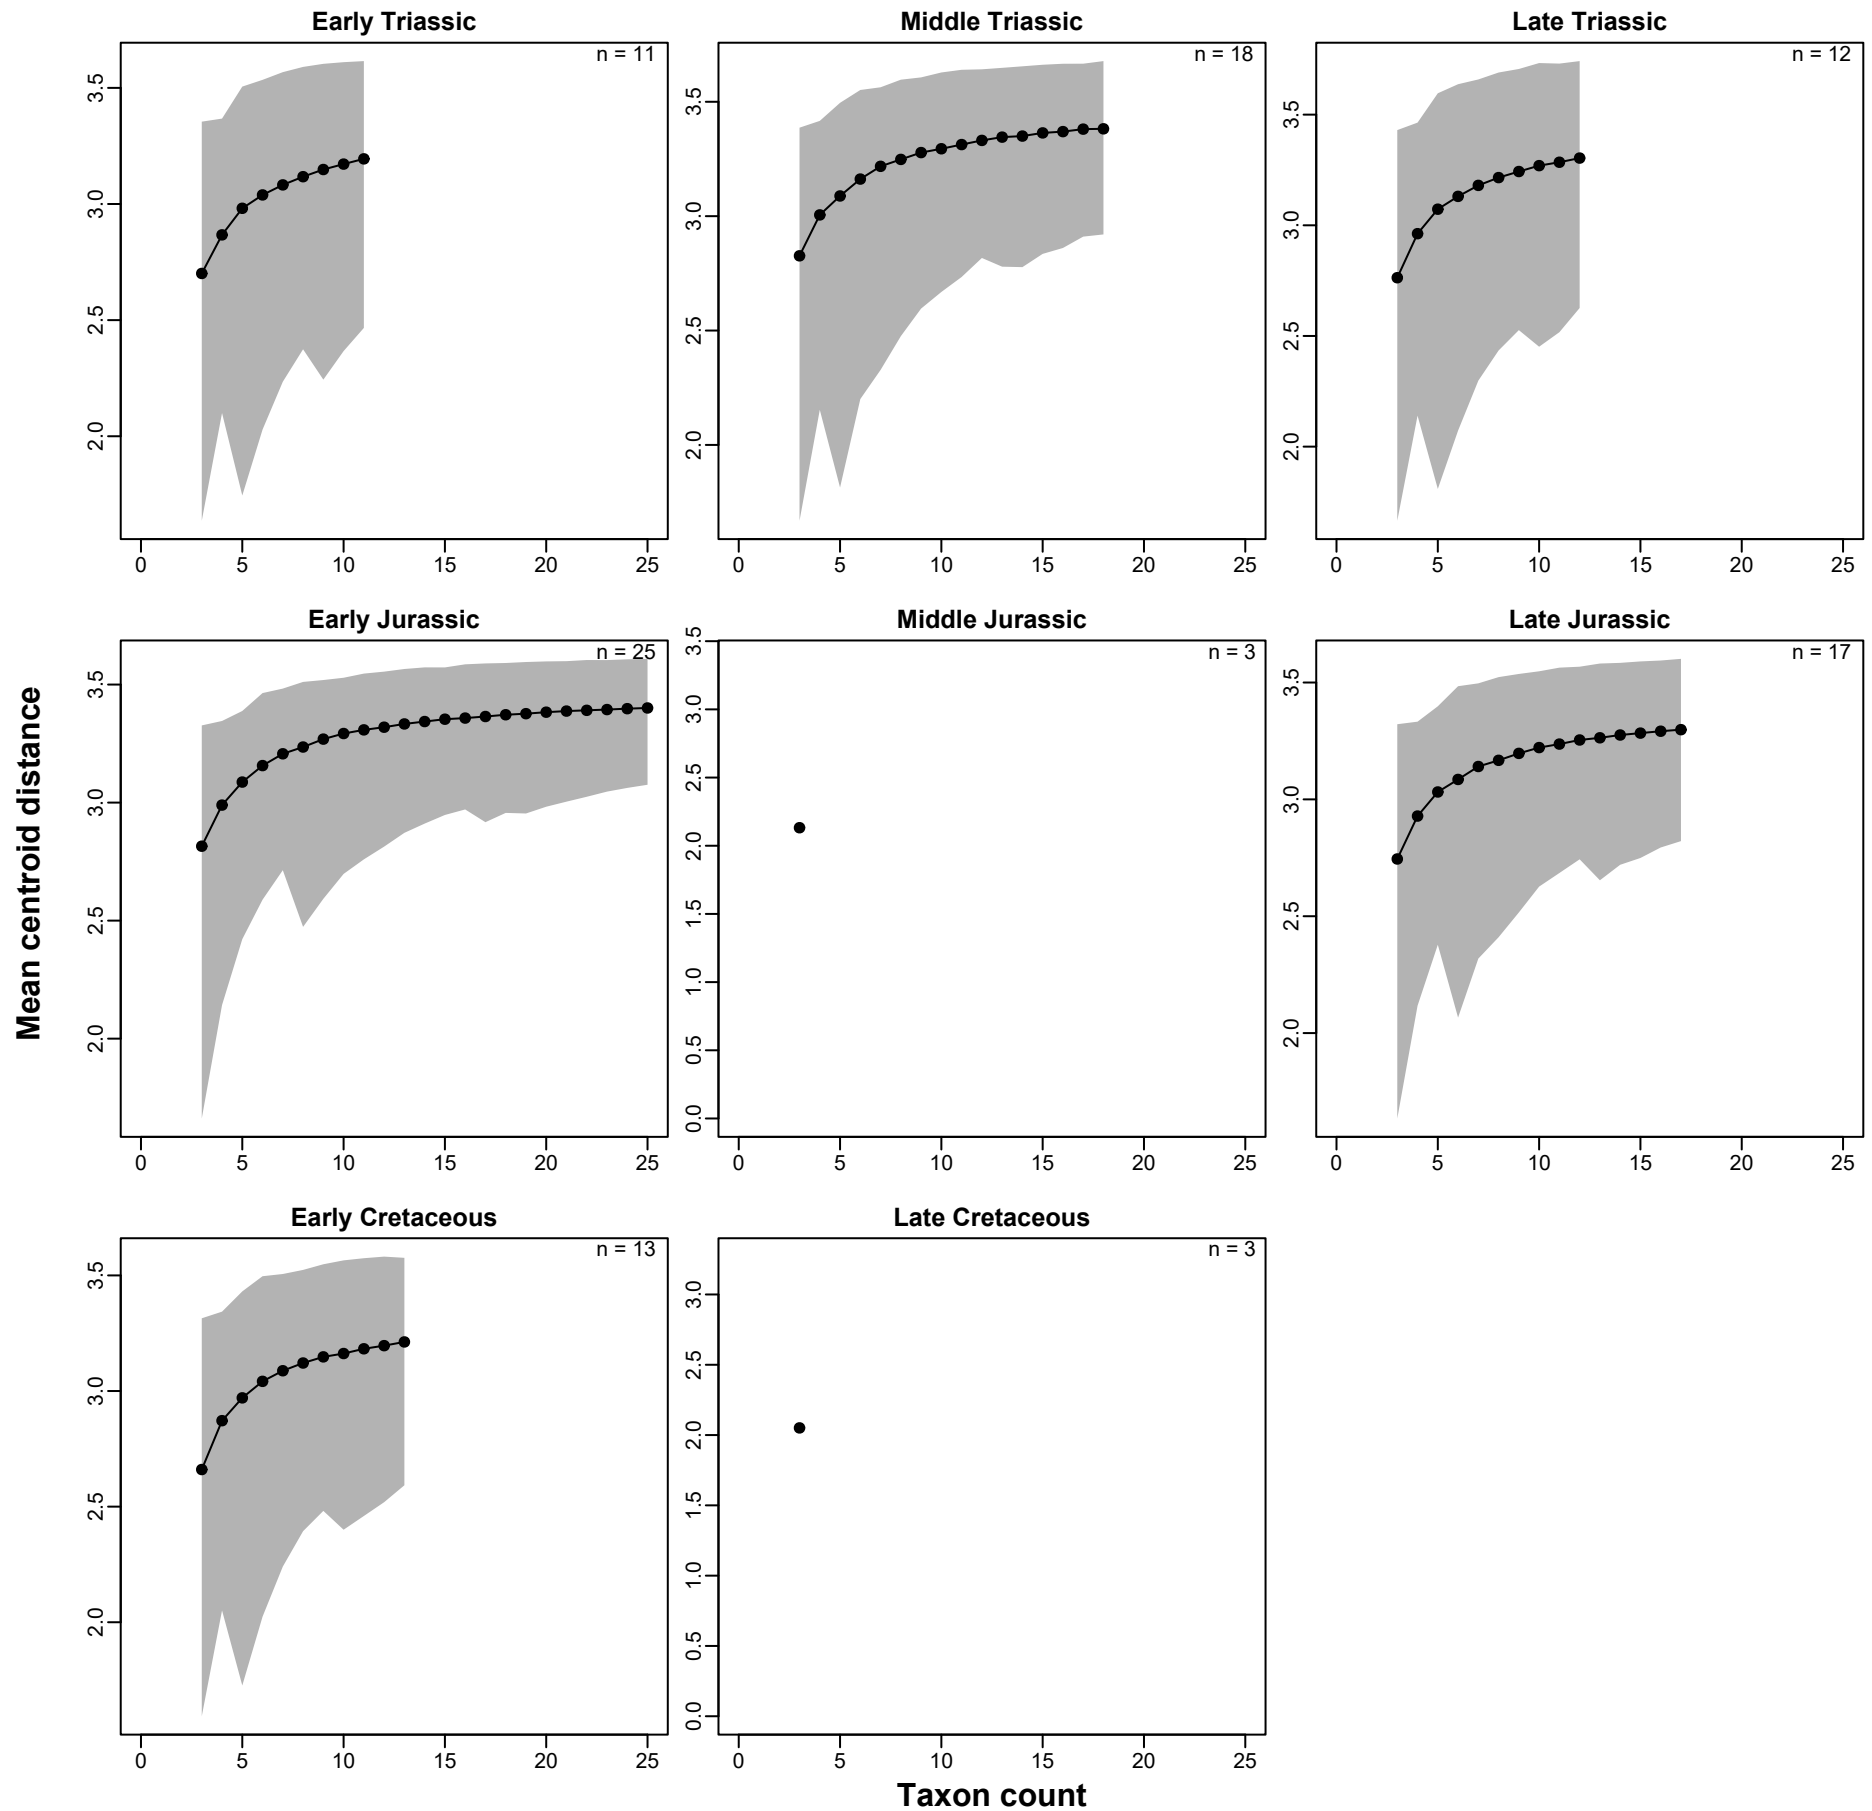 Early Triassic
n = 11
3.5
3.0
2.5
2.0
0 5 10 15 20 25
Middle Triassic
n = 18
3.5
3.0
2.5
2.0
0 5 10 15 20 25
Late Triassic
n = 12
3.5
3.0
2.5
2.0
0 5 10 15 20 25
Mean centroid distance
Early Jurassic
n = 25
3.5
3.0
2.5
2.0
0 5 10 15 20 25
Middle Jurassic
n = 3
3.5
3.0
2.5
2.0
1.5
1.0
0.5
0.0
0 5 10 15 20 25
Late Jurassic
n = 17
3.5
3.0
2.5
2.0
0 5 10 15 20 25
Early Cretaceous
n = 13
3.5
3.0
2.5
2.0
0 5 10 15 20 25
Late Cretaceous
n = 3
3.0
2.5
2.0
1.5
1.0
0.5
0.0
0 5 10 15 20 25
Taxon count